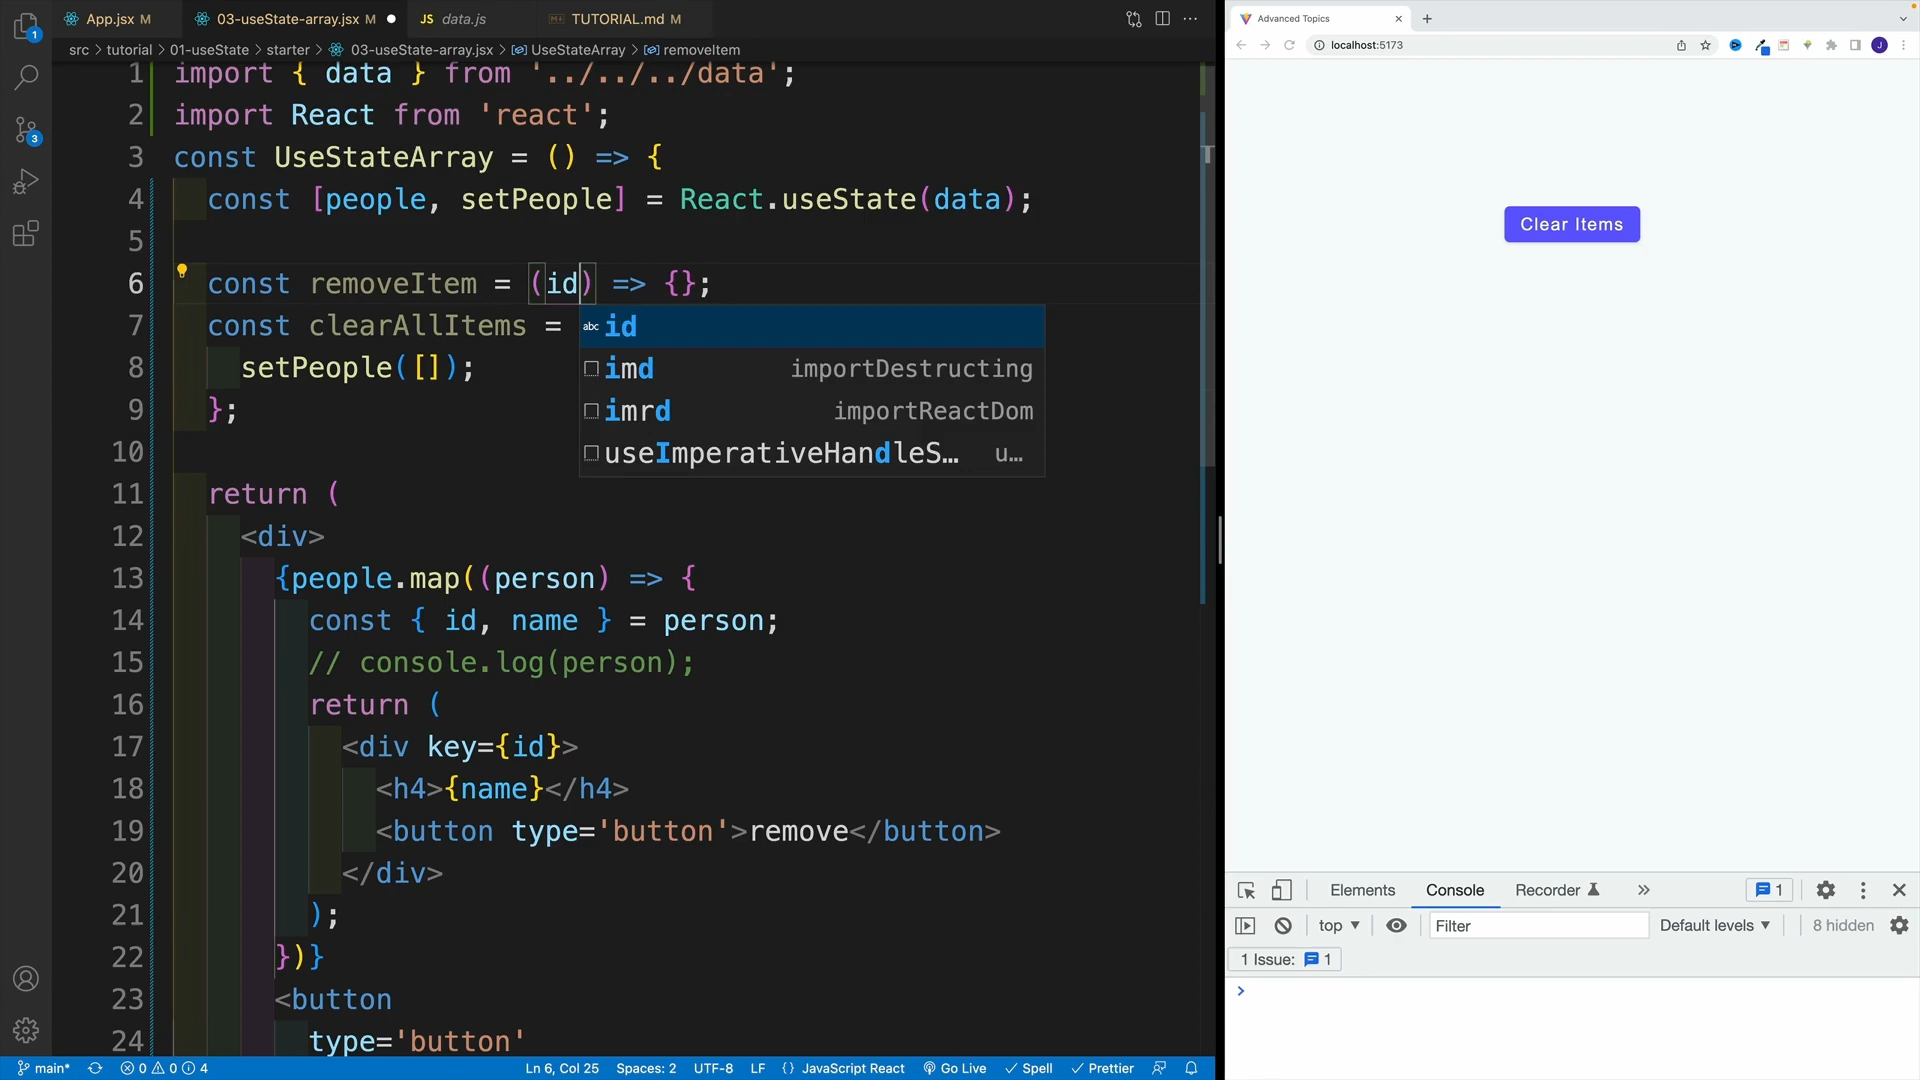 App.jsx M
03-useState-array.jsx M
JS data.js
TUTORIAL.md M
src > tutorial > 01-useState > starter > 03-useState-array.jsx > UseStateArray > removeItem
1 import { data } from '../../../data';
2 import React from 'react';
3 const UseStateArray = () => {
4 const [people, setPeople] = React.useState(data);
5
6 const removeItem = (id) => {};
7 const clearAllItems =
8 setPeople([]);
9 };
10
11 return (
12 <div>
13 {people.map((person) => {
14 const { id, name } = person;
15 // console.log(person);
16 return (
17 <div key={id}>
18 <h4>{name}</h4>
19 <button type='button'>remove</button>
20 </div>
21 );
22 })}
23 <button
24 type='button'
abc id
imd importDestructing
imrd importReactDom
useImperativeHandleS… u…
1
3
main* 0 0 4
Ln 6, Col 25 Spaces: 2 UTF-8 LF {} JavaScript React Go Live Spell Prettier
Advanced Topics
localhost:5173
J
Clear Items
Elements Console Recorder 1
top Filter Default levels 8 hidden
1 Issue: 1